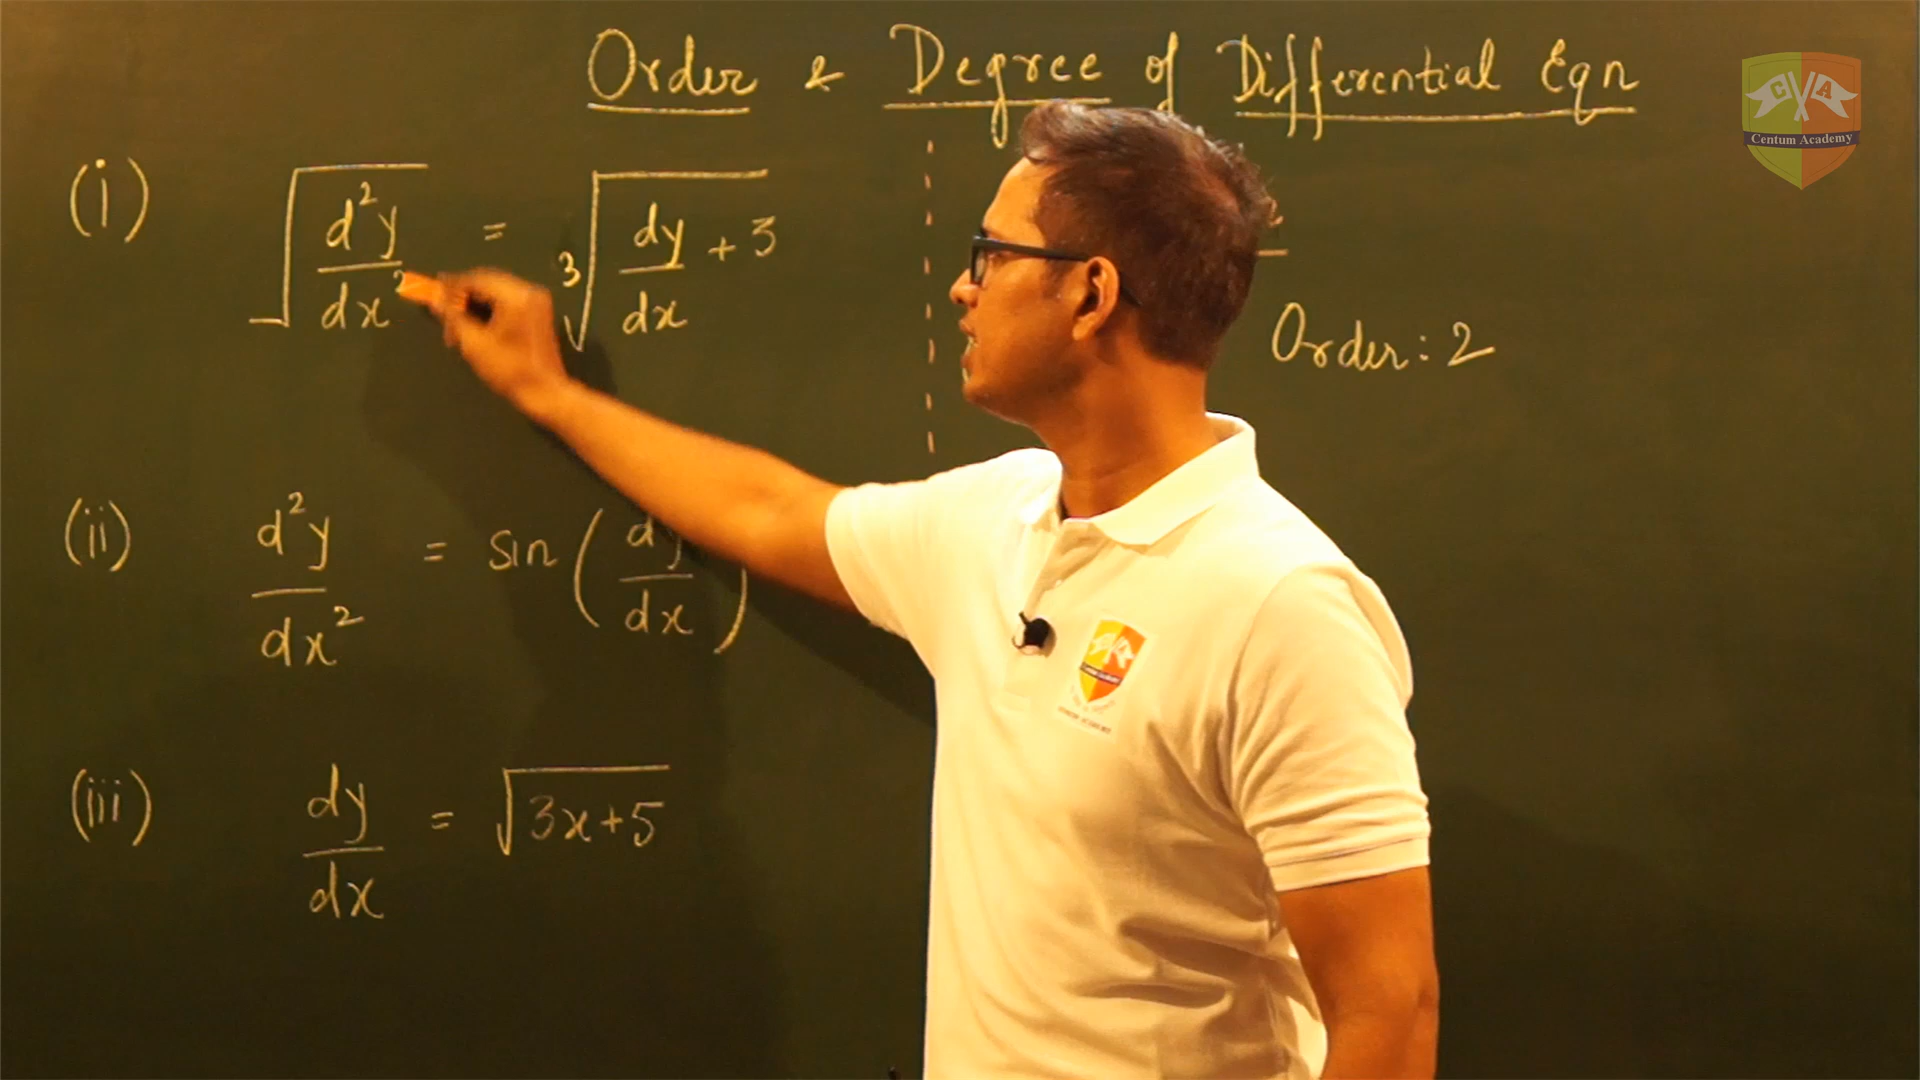 Order & Degree of Differential Eqn
CA
Centum Academy
(i) √(d²y/dx²) = ∛(dy/dx + 3)
Order: 2
(ii) d²y/dx² = sin(dy/dx)
(iii) dy/dx = √(3x+5)